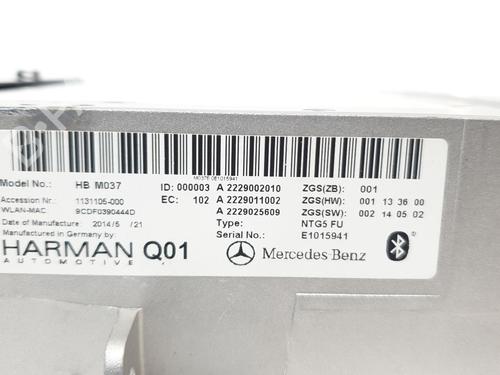 M037E 0E1015941
Model No.: HB M037 ID: 000003 A 2229002010 ZGS(ZB): 001
Accession Nr.: 1131105-000 EC: 102 A 2229011002 ZGS(HW): 001 13 36 00
WLAN-MAC: 9CDF0390444D A 2229025609 ZGS(SW): 002 14 05 02
Date of Manufacture: 2014/5 /21 Type: NTG5 FU
Manufactured in Germany by: Serial No.: E1015941
HARMAN Q01 Mercedes-Benz
AUTOMOTIVE